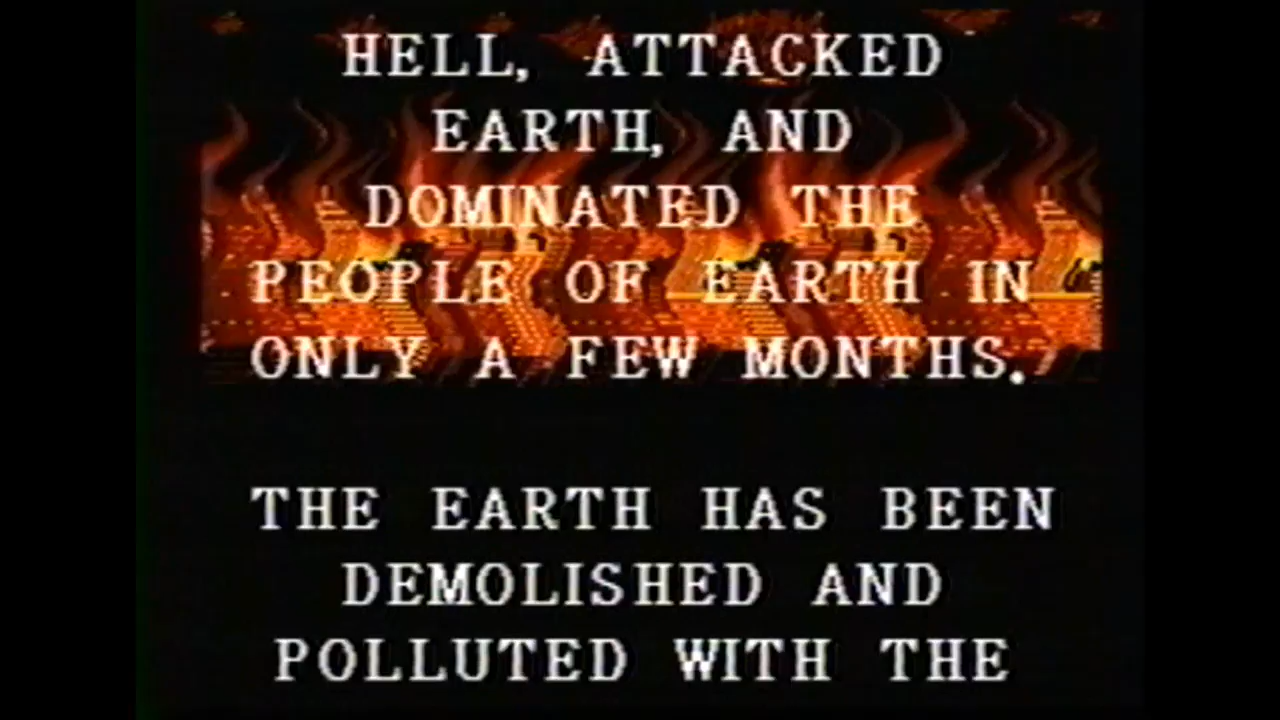 HELL, ATTACKED
EARTH, AND
DOMINATED THE
PEOPLE OF EARTH IN
ONLY A FEW MONTHS.
THE EARTH HAS BEEN
DEMOLISHED AND
POLLUTED WITH THE